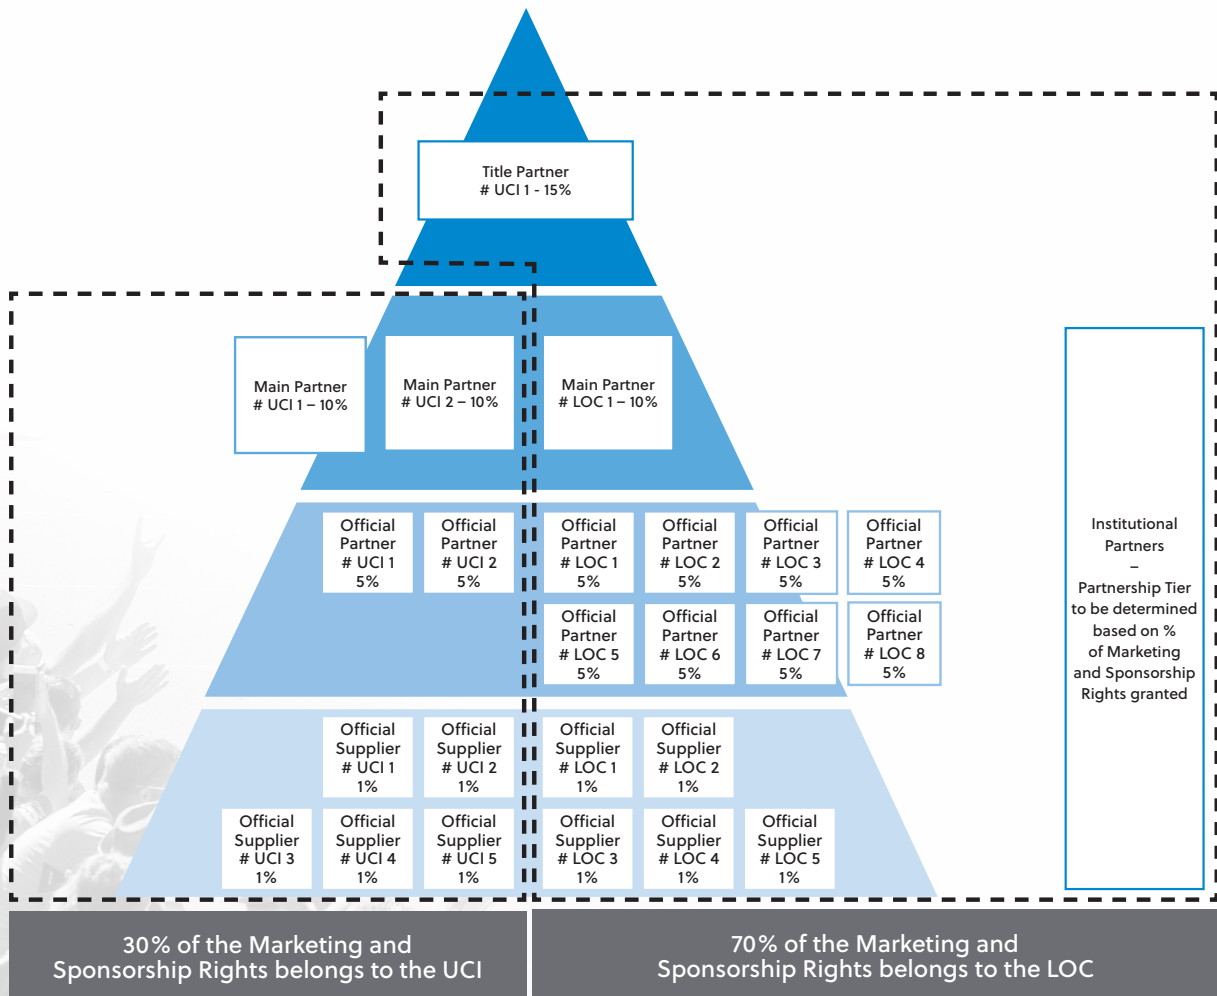 Title Partner
# UCI 1 - 15%
Main Partner
# UCI 1 – 10%
Main Partner
# UCI 2 – 10%
Main Partner
# LOC 1 – 10%
Official
Partner
# UCI 1
5%
Official
Partner
# UCI 2
5%
Official
Partner
# LOC 1
5%
Official
Partner
# LOC 2
5%
Official
Partner
# LOC 3
5%
Official
Partner
# LOC 4
5%
Official
Partner
# LOC 5
5%
Official
Partner
# LOC 6
5%
Official
Partner
# LOC 7
5%
Official
Partner
# LOC 8
5%
Official
Supplier
# UCI 1
1%
Official
Supplier
# UCI 2
1%
Official
Supplier
# LOC 1
1%
Official
Supplier
# LOC 2
1%
Official
Supplier
# UCI 3
1%
Official
Supplier
# UCI 4
1%
Official
Supplier
# UCI 5
1%
Official
Supplier
# LOC 3
1%
Official
Supplier
# LOC 4
1%
Official
Supplier
# LOC 5
1%
Institutional
Partners
–
Partnership Tier
to be determined
based on %
of Marketing
and Sponsorship
Rights granted
30% of the Marketing and
Sponsorship Rights belongs to the UCI
70% of the Marketing and
Sponsorship Rights belongs to the LOC